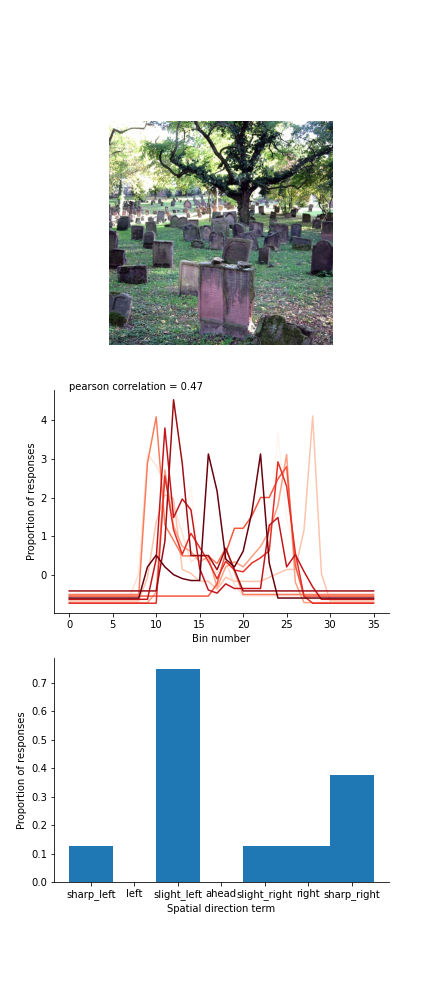 pearson correlation = 0.47
Proportion of responses
4
3
2
1
0
0 5 10 15 20 25 30 35
Bin number
Proportion of responses
0.7
0.6
0.5
0.4
0.3
0.2
0.1
0.0
sharp_left left slight_left ahead slight_right right sharp_right
Spatial direction term